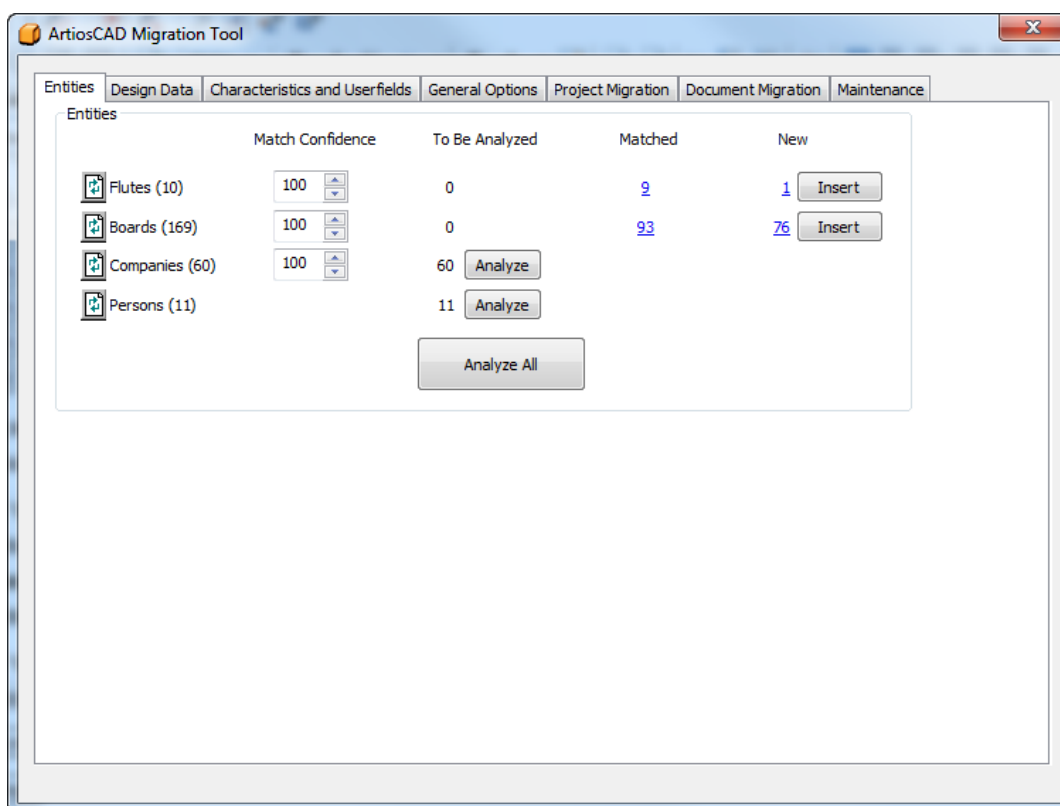 ArtiosCAD Migration Tool
Entities Design Data Characteristics and Userfields General Options Project Migration Document Migration Maintenance
Entities
Match Confidence To Be Analyzed Matched New
Flutes (10) 100 0 9 1 Insert
Boards (169) 100 0 93 76 Insert
Companies (60) 100 60 Analyze
Persons (11) 11 Analyze
Analyze All